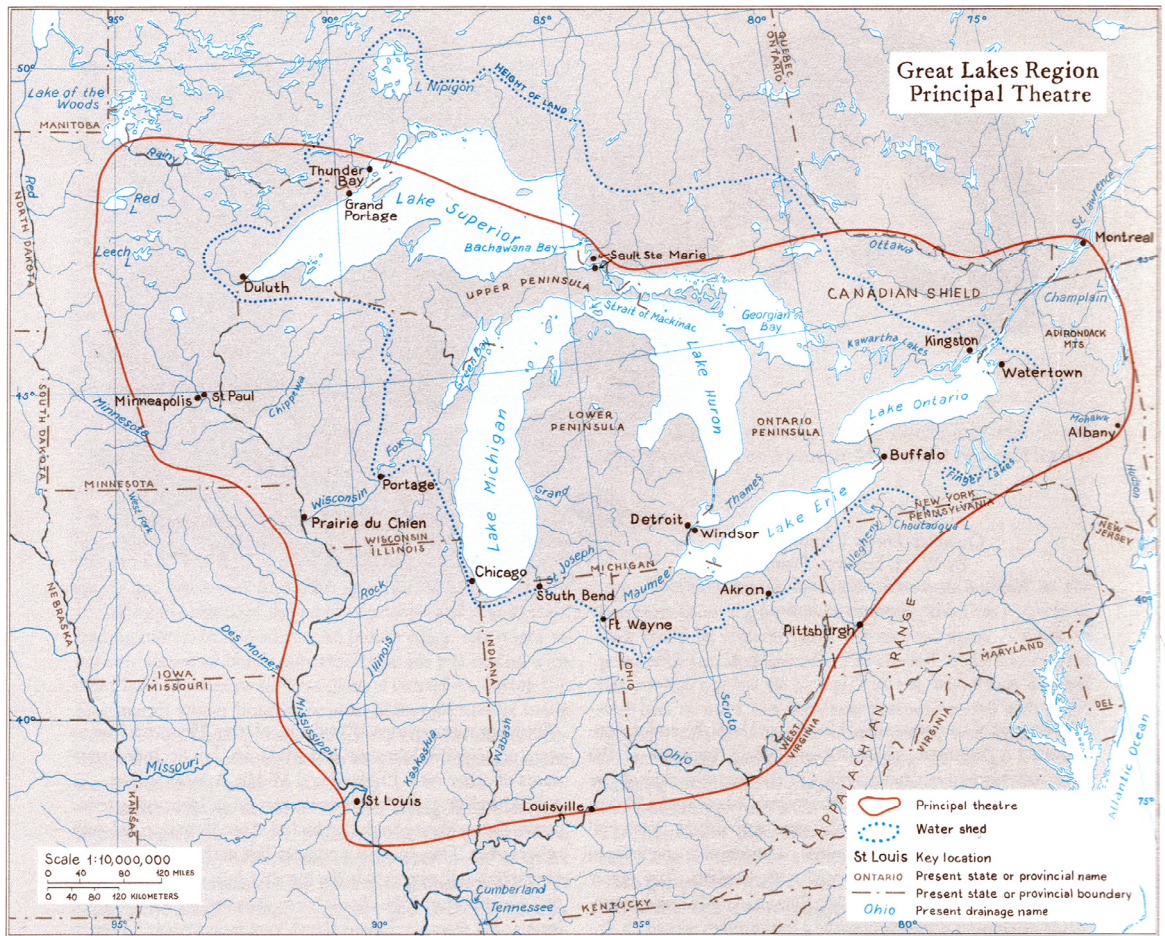 95°
90°
85°
80°
75°
Great Lakes Region
Principal Theatre
QUEBEC
ONTARIO
50°
L Nipigon
HEIGHT OF LAND
Lake of the
Woods
MANITOBA
Rainy
Thunder
Bay
Grand
Portage
Red
NORTH DAKOTA
Red
L
Leech
L
Lake Superior
Bachawana Bay
Sault Ste Marie
Ottawa
St Lawrence
Montreal
45°
Duluth
UPPER PENINSULA
Strait of Mackinac
Georgian
Bay
CANADIAN SHIELD
L
Champlain
ADIRONDACK
MTS
Kawartha Lakes
Kingston
Watertown
Green Bay
Lake Huron
45°
Minneapolis
St Paul
Minnesota
SOUTH DAKOTA
Chippewa
LOWER
PENINSULA
ONTARIO
PENINSULA
Lake Ontario
Mohawk
Albany
Fox
Lake Michigan
Buffalo
Finger Lakes
Hudson
MINNESOTA
West Fork
Wisconsin
Portage
Grand
Thames
Lake Erie
NEW YORK
PENNSYLVANIA
Chautauqua L
NEW
JERSEY
Prairie du Chien
WISCONSIN
ILLINOIS
Detroit
Windsor
Allegheny
Chicago
St Joseph
MICHIGAN
South Bend
Maumee
Akron
40°
NEBRASKA
Rock
Ft Wayne
Pittsburgh
Des Moines
Illinois
INDIANA
OHIO
MARYLAND
IOWA
MISSOURI
APPALACHIAN RANGE
Scioto
DEL
40°
Mississippi
Kaskaskia
Wabash
WEST
VIRGINIA
VIRGINIA
Atlantic Ocean
Missouri
Ohio
KANSAS
St Louis
Louisville
75°
Principal theatre
Water shed
St Louis Key location
ONTARIO Present state or provincial name
Present state or provincial boundary
Ohio Present drainage name
Scale 1:10,000,000
0 40 80 120 MILES
0 40 80 120 KILOMETERS
Cumberland
Tennessee
KENTUCKY
95°
90°
80°